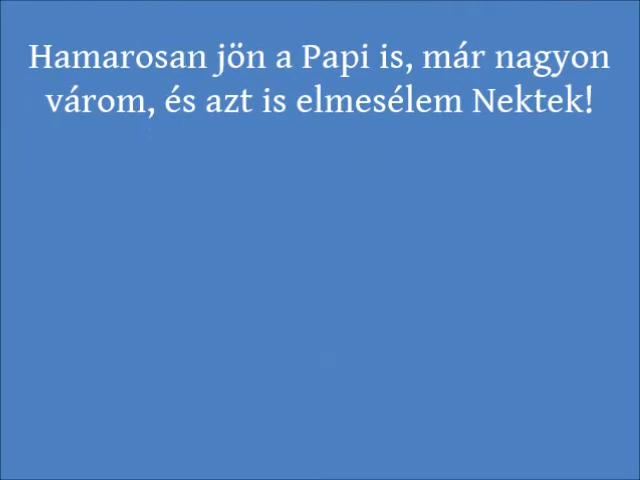 Hamarosan jön a Papi is, már nagyon
várom, és azt is elmesélem Nektek!